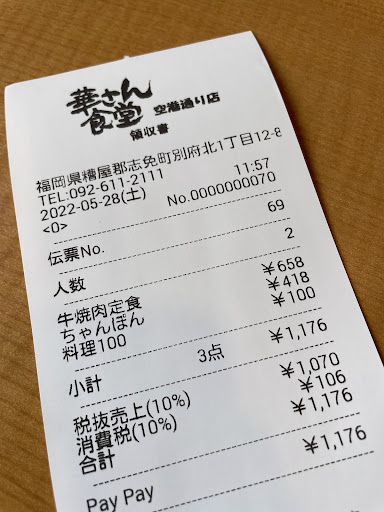 華さん食堂 空港通り店
領収書
福岡県糟屋郡志免町別府北1丁目12-8
TEL:092-611-2111
2022-05-28(土) 11:57
<0> No.0000000070
伝票No. 69
人数 2
牛焼肉定食 ¥658
ちゃんぽん ¥418
料理100 ¥100
小計 3点 ¥1,176
税抜売上(10%) ¥1,070
消費税(10%) ¥106
合計 ¥1,176
Pay Pay ¥1,176